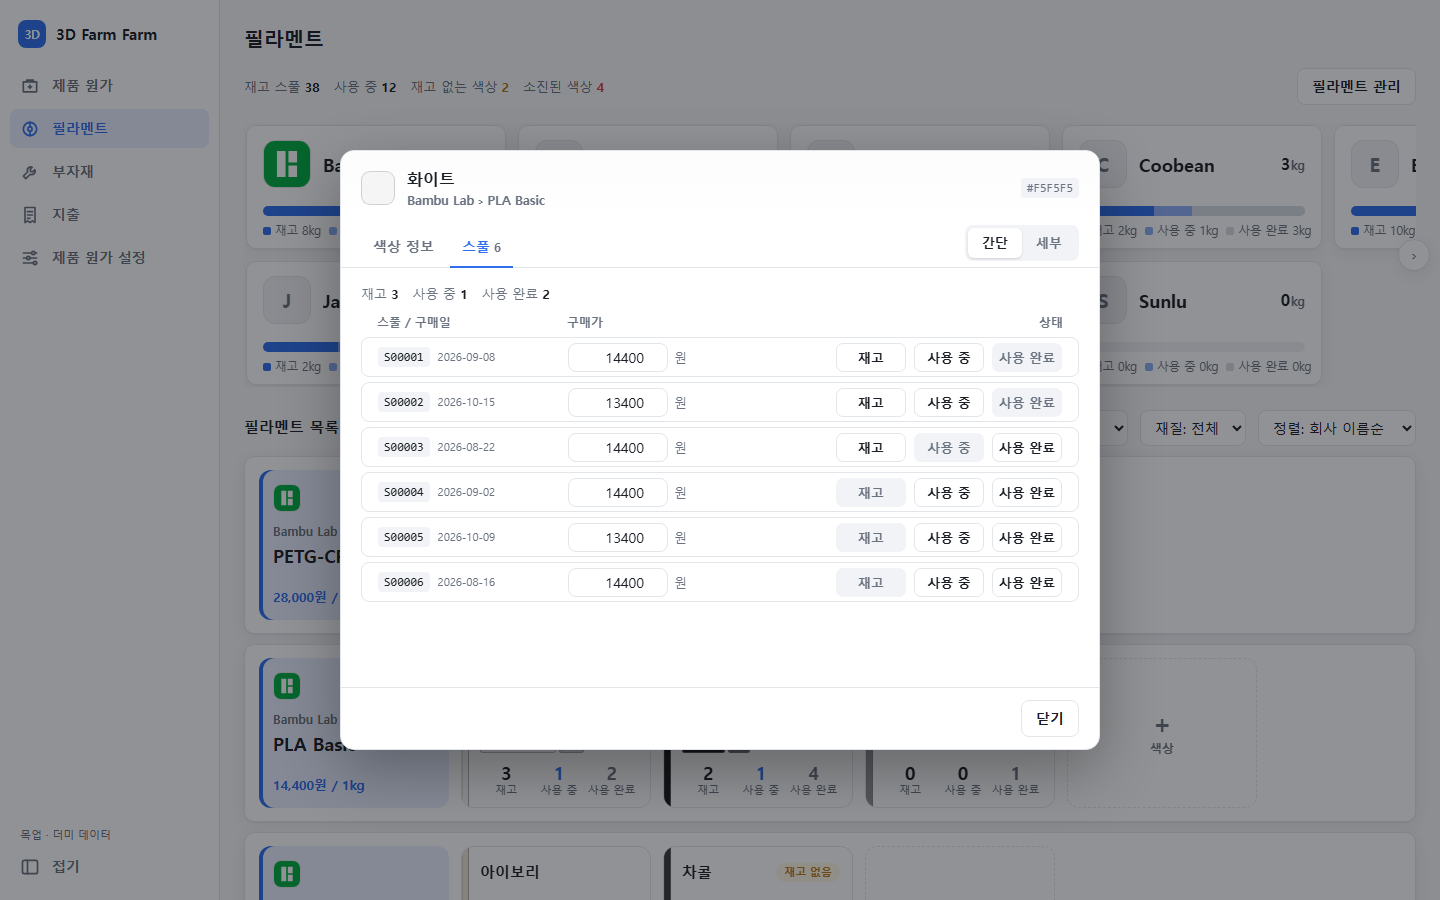 3D 3D Farm Farm
제품 원가
필라멘트
부자재
지출
제품 원가 설정
목업 · 더미 데이터
접기
필라멘트
재고 스풀 38 사용 중 12 재고 없는 색상 2 소진된 색상 4
필라멘트 관리
C Coobean 3kg
E
재고 8kg
2kg 사용 중 1kg 사용 완료 3kg
재고 10kg
›
J Ja
Sunlu 0kg
재고 2kg
0kg 사용 중 0kg 사용 완료 0kg
필라멘트 목록
재질: 전체
정렬: 회사 이름순
Bambu Lab
PETG-CF
28,000원 /
Bambu Lab
PLA Basic
14,400원 / 1kg
3 1 2
재고 사용 중 사용 완료
2 1 4
재고 사용 중 사용 완료
0 0 1
재고 사용 중 사용 완료
+
색상
아이보리
차콜 재고 없음
화이트
Bambu Lab > PLA Basic
#F5F5F5
색상 정보 스풀 6
간단 세부
재고 3 사용 중 1 사용 완료 2
스풀 / 구매일 구매가 상태
S00001 2026-09-08 14400 원 재고 사용 중 사용 완료
S00002 2026-10-15 13400 원 재고 사용 중 사용 완료
S00003 2026-08-22 14400 원 재고 사용 중 사용 완료
S00004 2026-09-02 14400 원 재고 사용 중 사용 완료
S00005 2026-10-09 13400 원 재고 사용 중 사용 완료
S00006 2026-08-16 14400 원 재고 사용 중 사용 완료
닫기